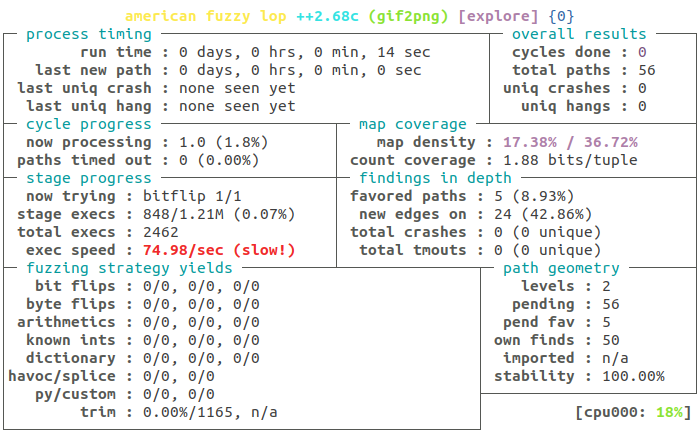 american fuzzy lop ++2.68c (gif2png) [explore] {0}
process timing overall results
run time : 0 days, 0 hrs, 0 min, 14 sec cycles done : 0
last new path : 0 days, 0 hrs, 0 min, 0 sec total paths : 56
last uniq crash : none seen yet uniq crashes : 0
last uniq hang : none seen yet uniq hangs : 0
cycle progress map coverage
now processing : 1.0 (1.8%) map density : 17.38% / 36.72%
paths timed out : 0 (0.00%) count coverage : 1.88 bits/tuple
stage progress findings in depth
now trying : bitflip 1/1 favored paths : 5 (8.93%)
stage execs : 848/1.21M (0.07%) new edges on : 24 (42.86%)
total execs : 2462 total crashes : 0 (0 unique)
exec speed : 74.98/sec (slow!) total tmouts : 0 (0 unique)
fuzzing strategy yields path geometry
bit flips : 0/0, 0/0, 0/0 levels : 2
byte flips : 0/0, 0/0, 0/0 pending : 56
arithmetics : 0/0, 0/0, 0/0 pend fav : 5
known ints : 0/0, 0/0, 0/0 own finds : 50
dictionary : 0/0, 0/0, 0/0 imported : n/a
havoc/splice : 0/0, 0/0 stability : 100.00%
py/custom : 0/0, 0/0
trim : 0.00%/1165, n/a [cpu000: 18%]